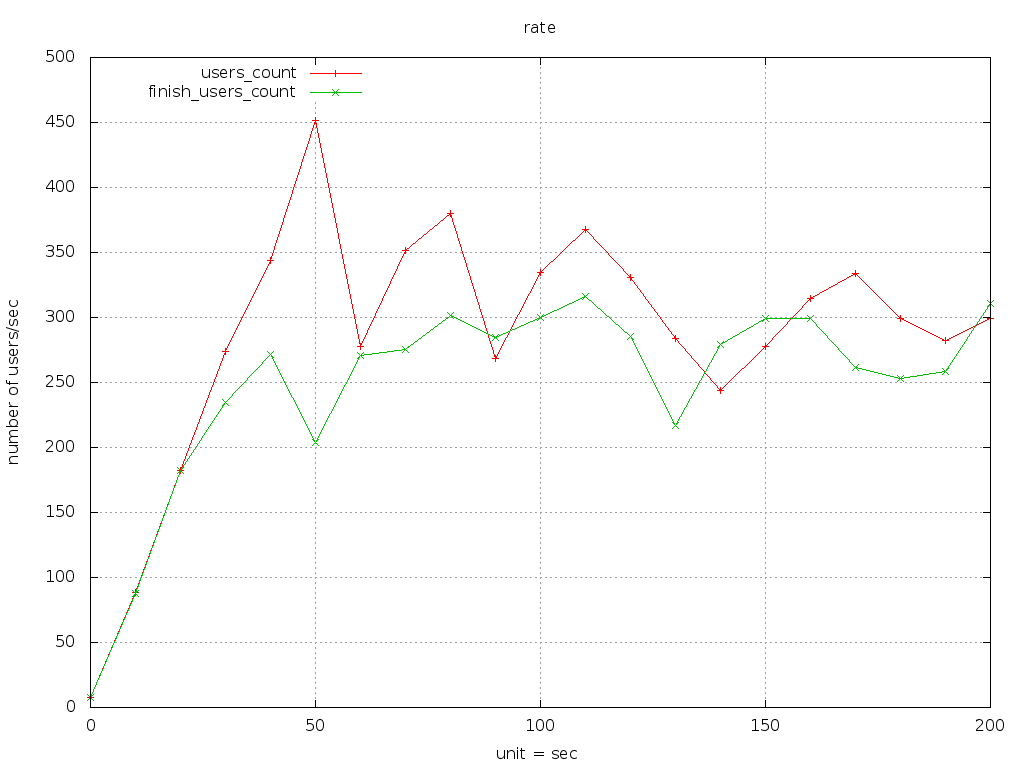 rate
users_count
finish_users_count
500
450
400
350
300
250
200
150
100
50
0
number of users/sec
0 50 100 150 200
unit = sec